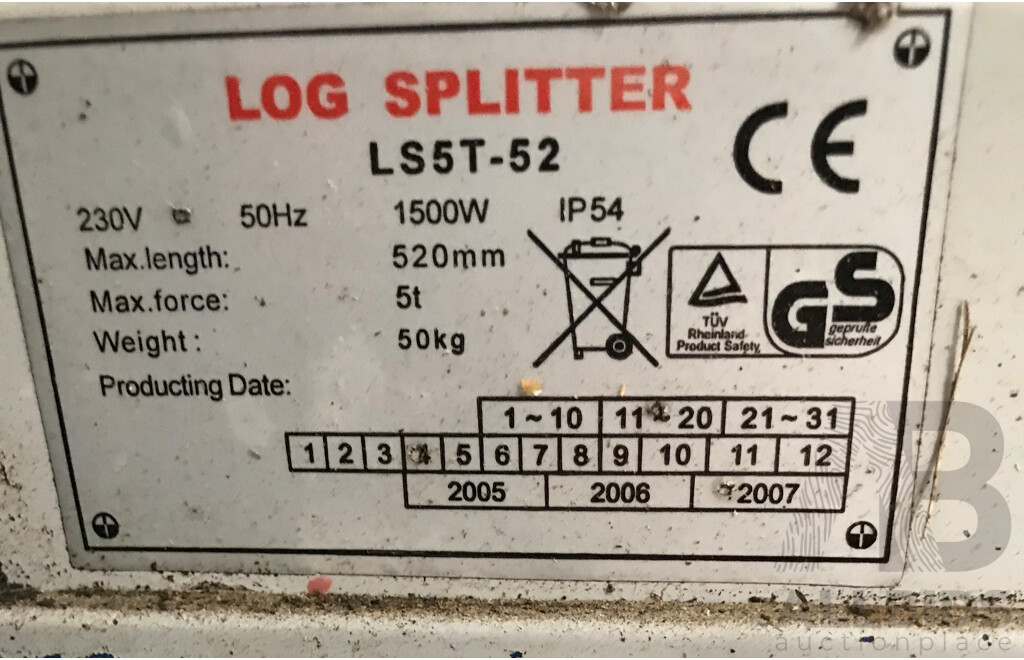 LOG SPLITTER
LS5T-52
CE
230V 50Hz 1500W IP54
Max.length: 520mm
Max.force: 5t
Weight: 50kg
TÜV
Rheinland
Product Safety
GS
geprüfte
sicherheit
Producting Date:
1~10 11~20 21~31
1 2 3 4 5 6 7 8 9 10 11 12
2005 2006 2007
AB
auctionplace